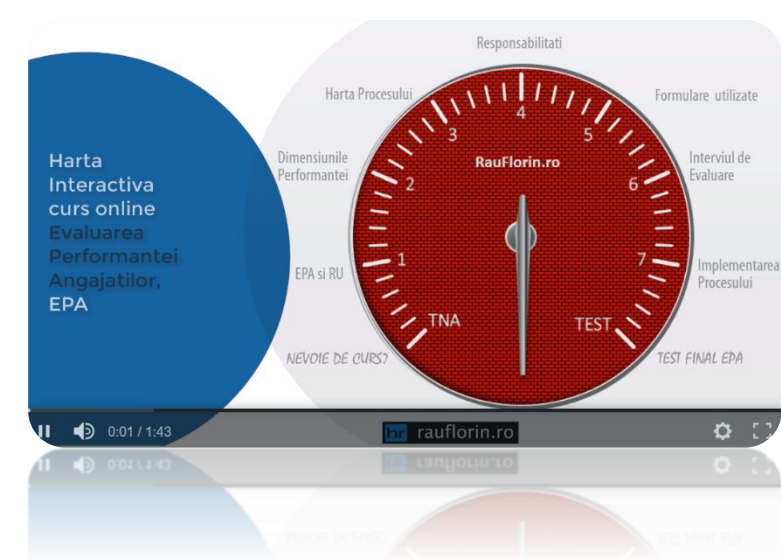 Harta
Interactiva
curs online
Evaluarea
Performantei
Angajatilor,
EPA
Responsabilitati
Harta Procesului
Formulare utilizate
Dimensiunile
Performantei
Interviul de
Evaluare
EPA si RU
Implementarea
Procesului
NEVOIE DE CURS?
TEST FINAL EPA
RauFlorin.ro
TNA
1
2
3
4
5
6
7
TEST
0:01 / 1:43
hr rauflorin.ro